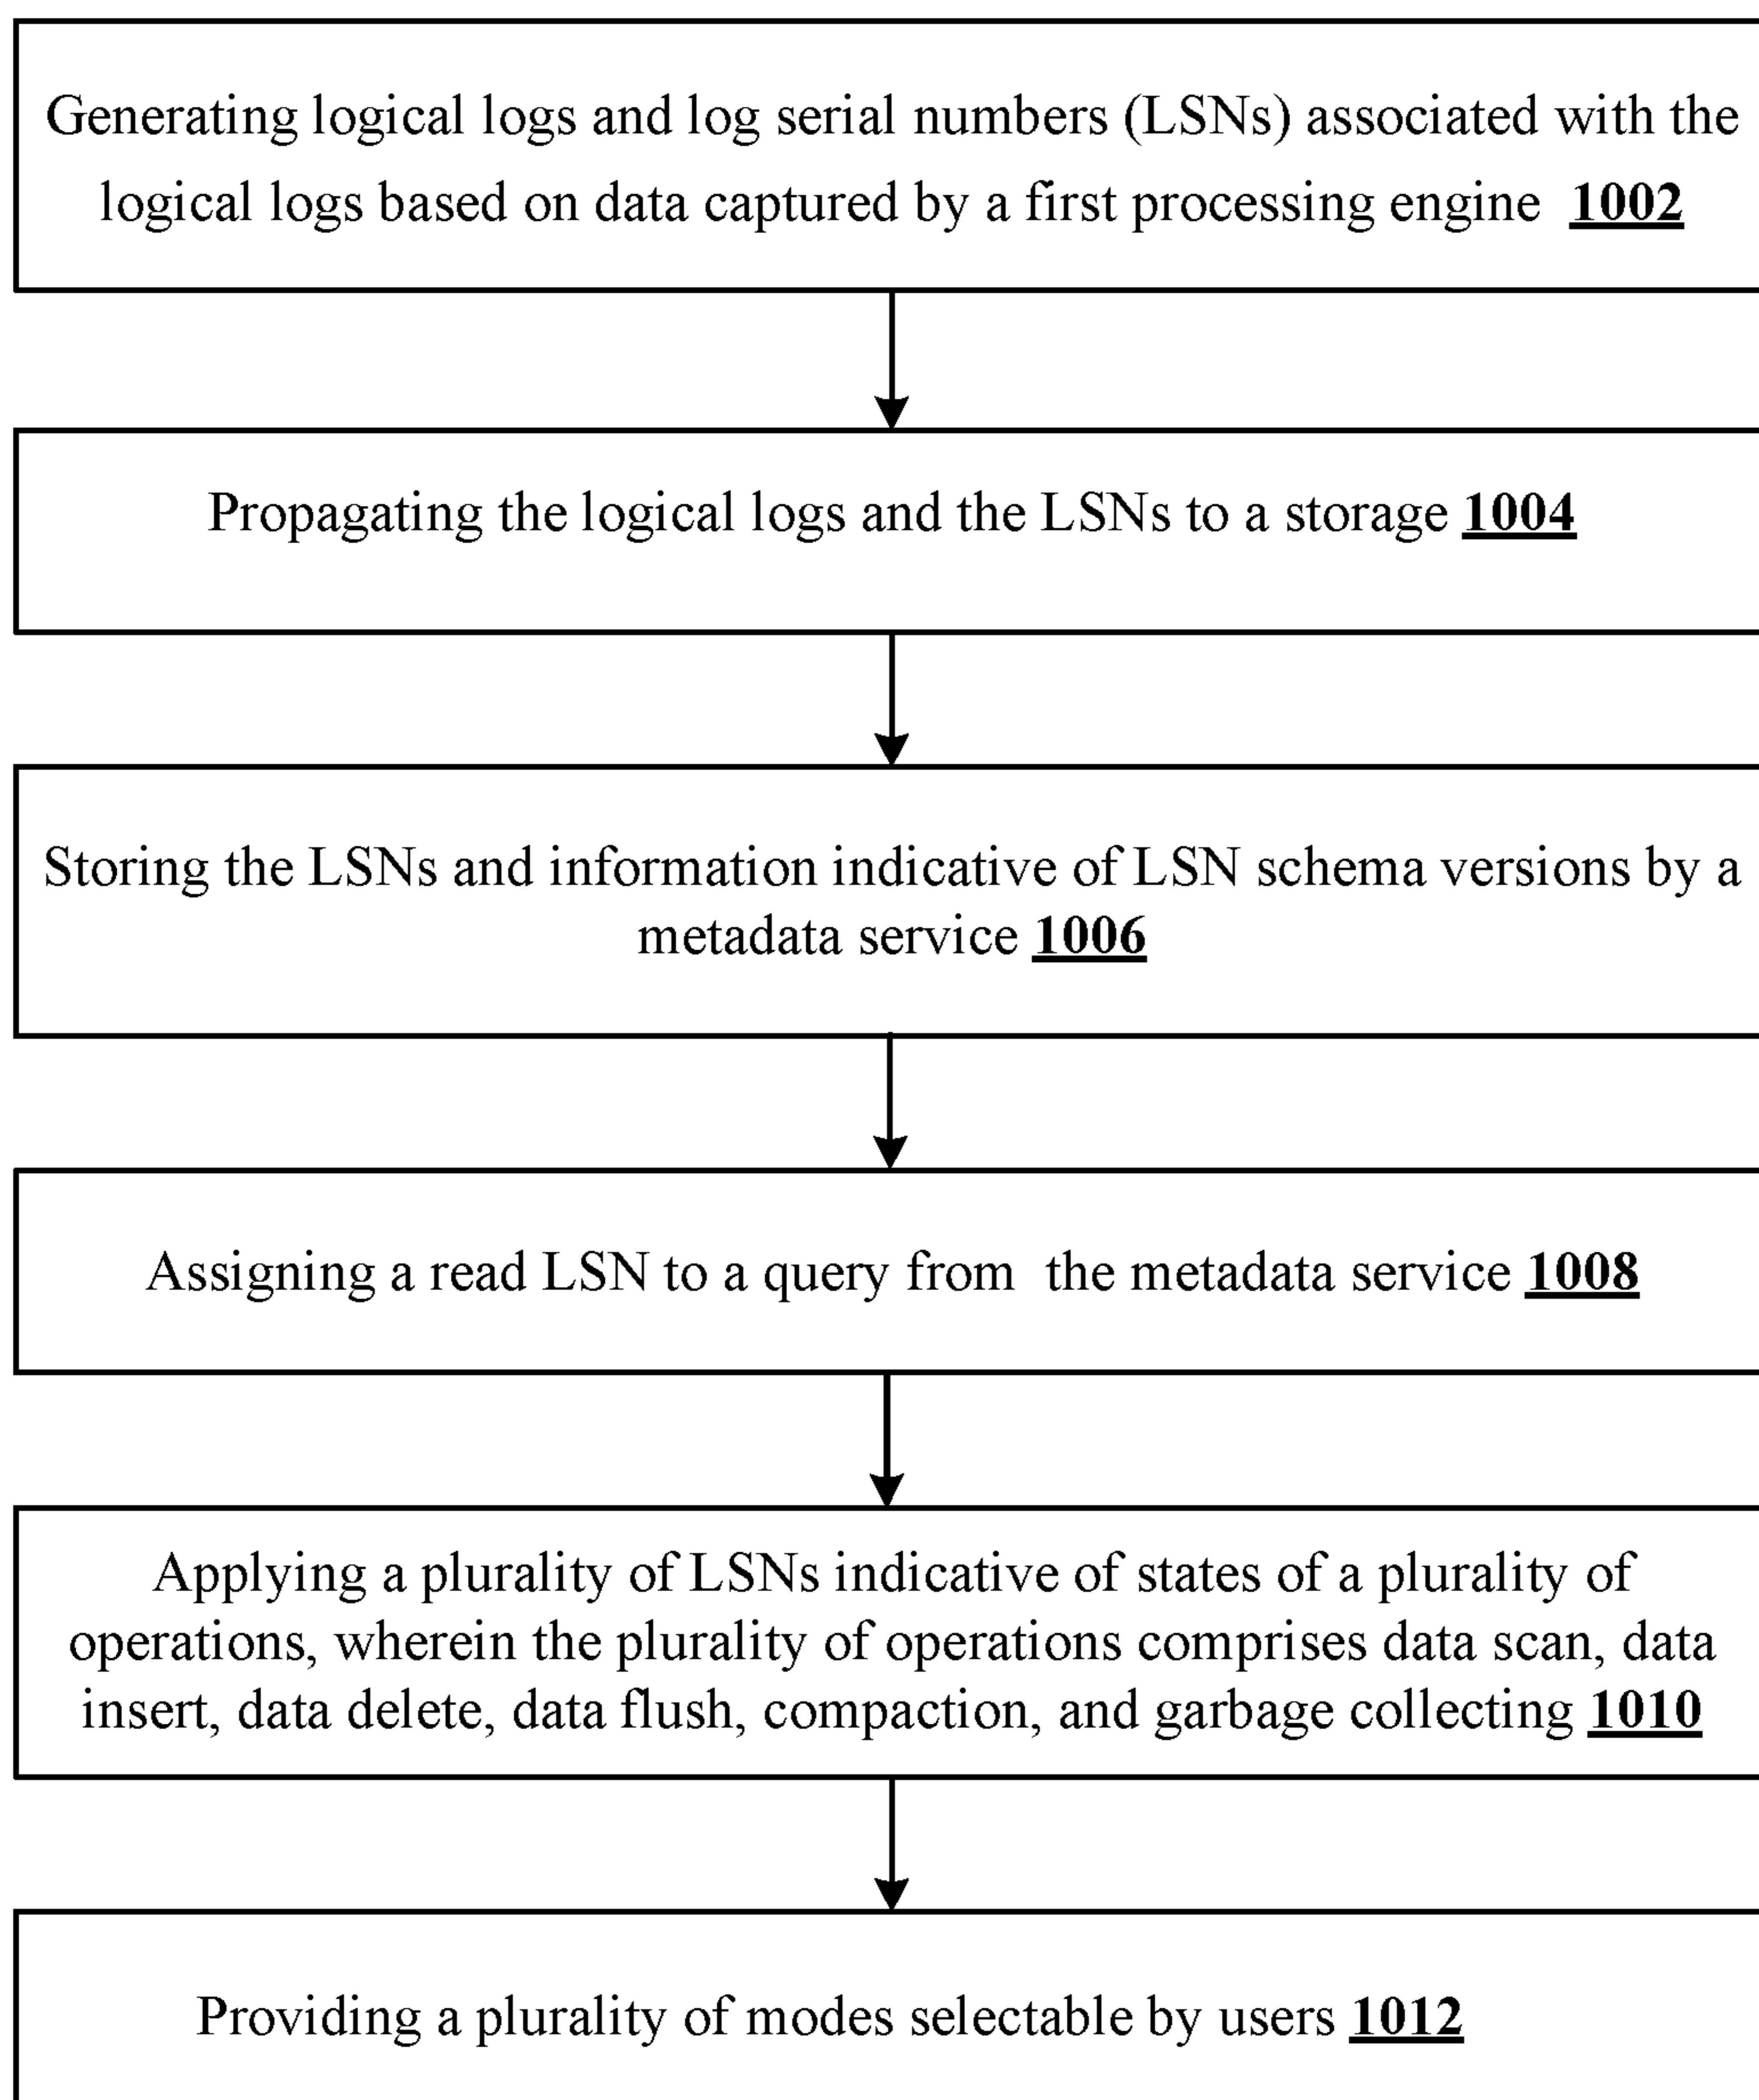 Generating logical logs and log serial numbers (LSNs) associated with the
logical logs based on data captured by a first processing engine 1002
Propagating the logical logs and the LSNs to a storage 1004
Storing the LSNs and information indicative of LSN schema versions by a
metadata service 1006
Assigning a read LSN to a query from the metadata service 1008
Applying a plurality of LSNs indicative of states of a plurality of
operations, wherein the plurality of operations comprises data scan, data
insert, data delete, data flush, compaction, and garbage collecting 1010
Providing a plurality of modes selectable by users 1012